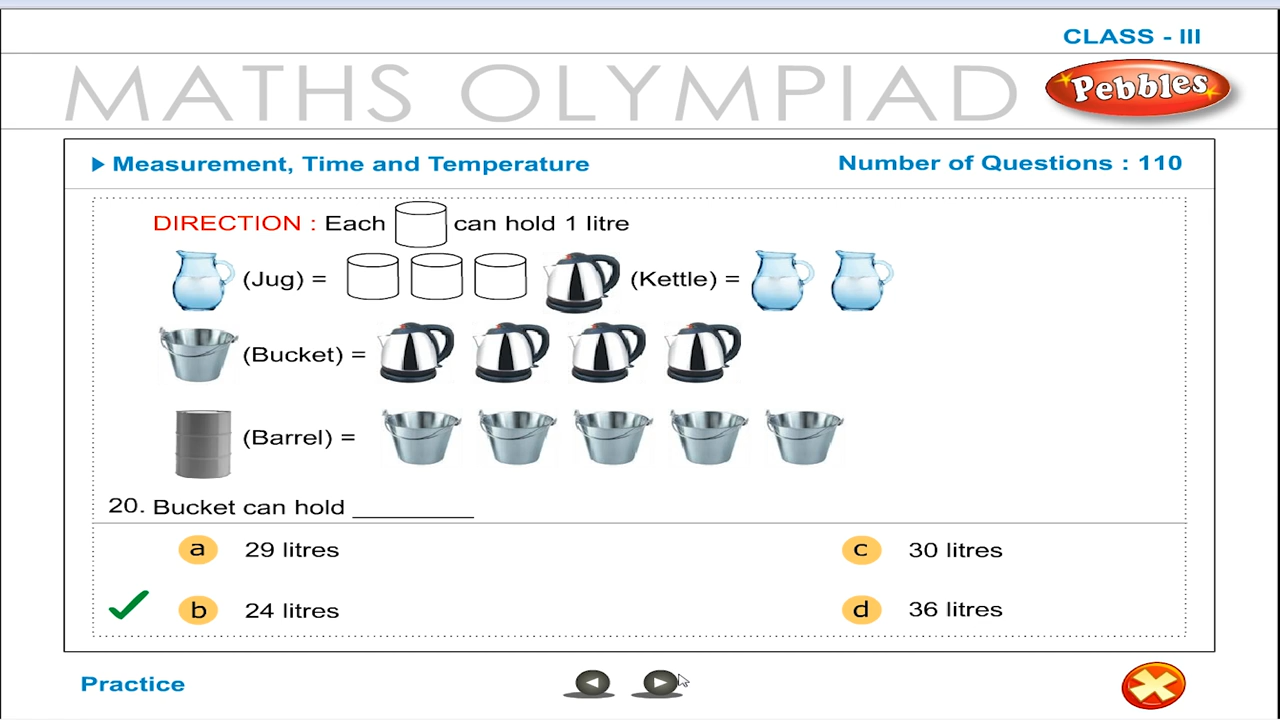 CLASS - III
MATHS OLYMPIAD
Pebbles
Measurement, Time and Temperature
Number of Questions : 110
DIRECTION : Each can hold 1 litre
(Jug) = (Kettle) =
(Bucket) =
(Barrel) =
20. Bucket can hold __________
a 29 litres
c 30 litres
b 24 litres
d 36 litres
Practice